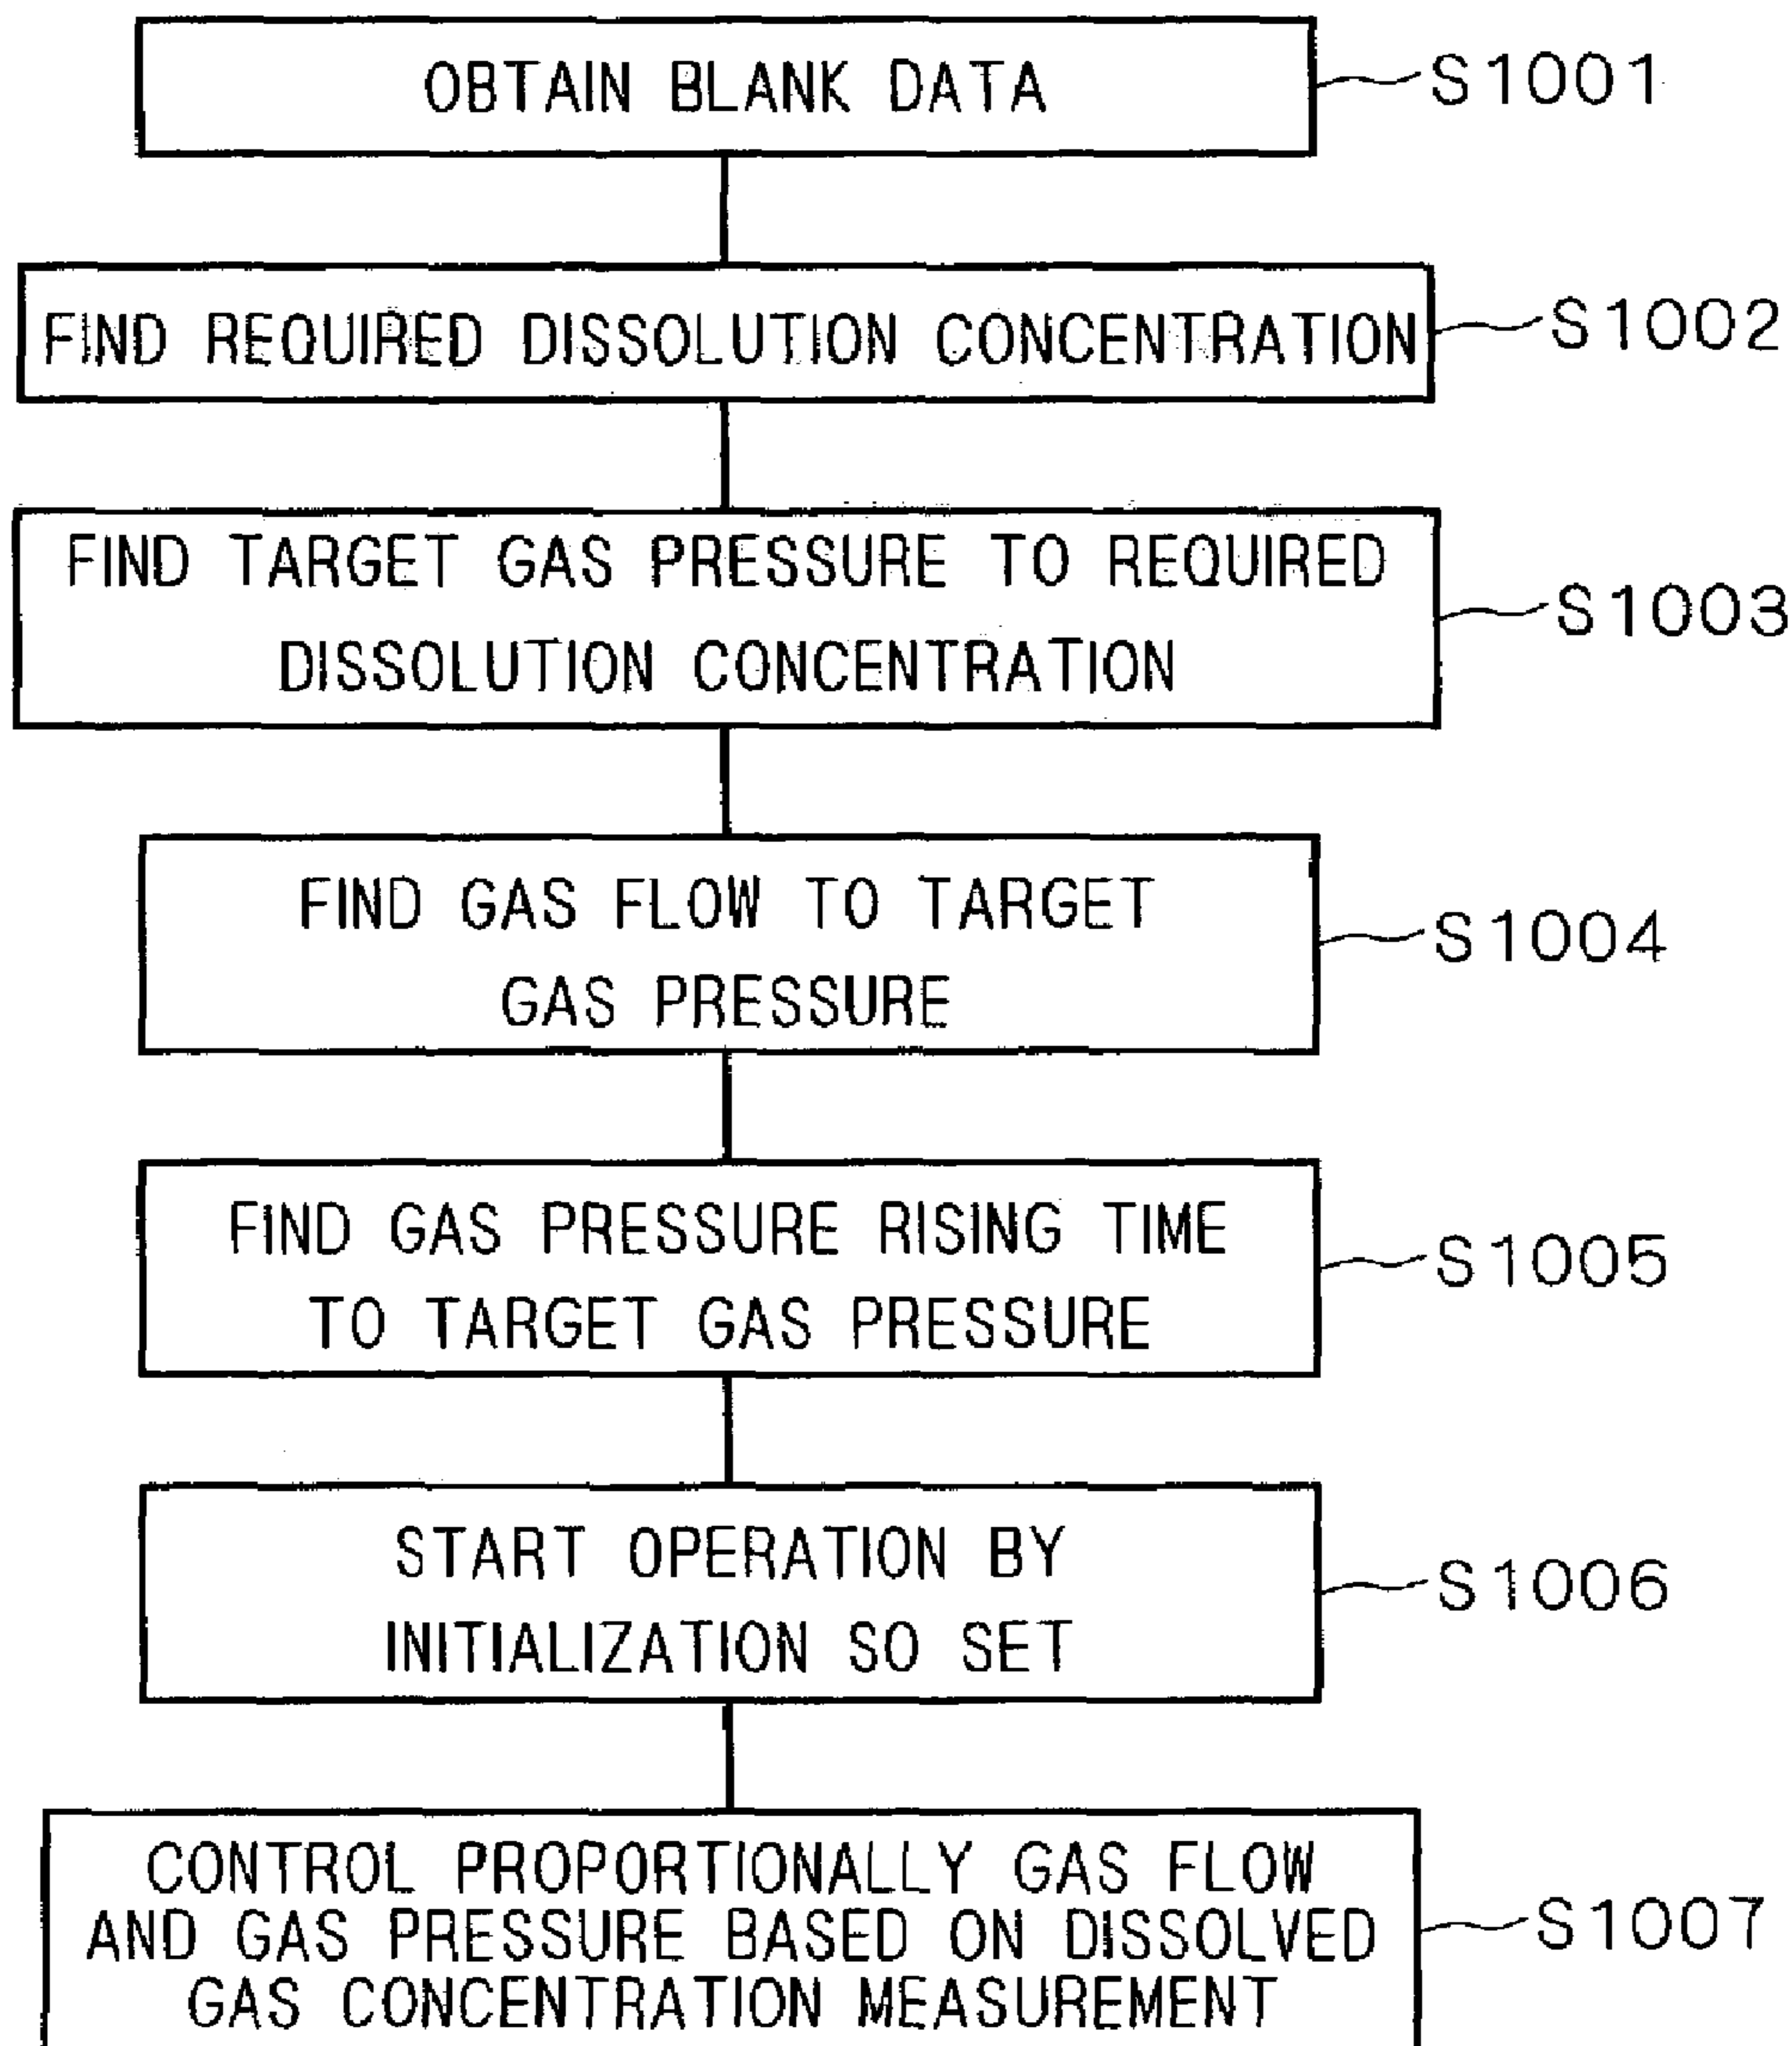 OBTAIN BLANK DATA
S1001
FIND REQUIRED DISSOLUTION CONCENTRATION
S1002
FIND TARGET GAS PRESSURE TO REQUIRED
DISSOLUTION CONCENTRATION
S1003
FIND GAS FLOW TO TARGET
GAS PRESSURE
S1004
FIND GAS PRESSURE RISING TIME
TO TARGET GAS PRESSURE
S1005
START OPERATION BY
INITIALIZATION SO SET
S1006
CONTROL PROPORTIONALLY GAS FLOW
AND GAS PRESSURE BASED ON DISSOLVED
GAS CONCENTRATION MEASUREMENT
S1007